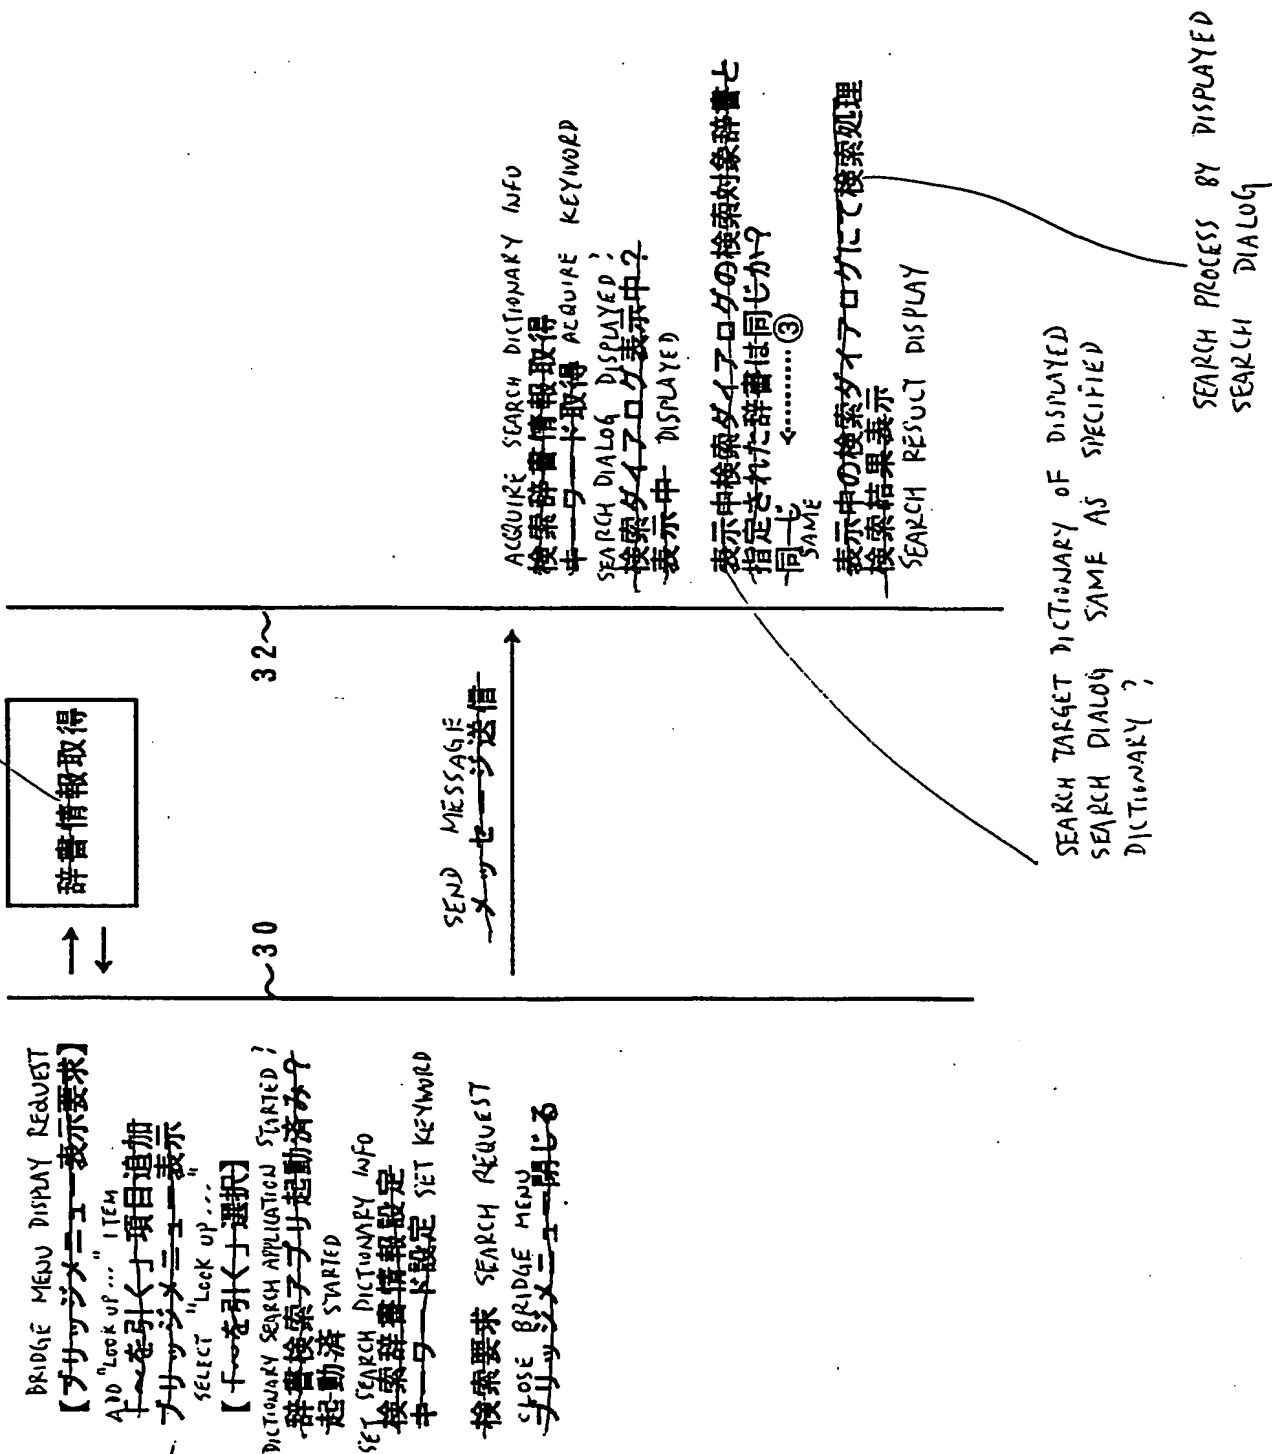 BRIDGE MENU DISPLAY REQUEST
【ブリッジメニュー表示要求】
ADD "LOOK UP..." ITEM
「～を引く」項目追加
ブリッジメニュー表示
SELECT "LOOK UP..."
【「～を引く」選択】
DICTIONARY SEARCH APPLICATION STARTED?
辞書検索アプリ起動済み？
起動済 STARTED
SET SEARCH DICTIONARY INFO
検索辞書情報設定
キーワード設定 SET KEYWORD
検索要求 SEARCH REQUEST
CLOSE BRIDGE MENU
ブリッジメニュー閉じる
30
辞書情報取得
SEND MESSAGE
メッセージ送信
32
ACQUIRE SEARCH DICTIONARY INFO
検索辞書情報取得
キーワード取得 ACQUIRE KEYWORD
SEARCH DIALOG DISPLAYED?
検索ダイアログ表示中？
表示中 DISPLAYED
表示中検索ダイアログの検索対象辞書と
指定された辞書は同じか？
③
同じ
SAME
表示中の検索ダイアログにて検索処理
検索結果表示
SEARCH RESULT DISPLAY
SEARCH TARGET DICTIONARY OF DISPLAYED
SEARCH DIALOG SAME AS SPECIFIED
DICTIONARY?
SEARCH PROCESS BY DISPLAYED
SEARCH DIALOG